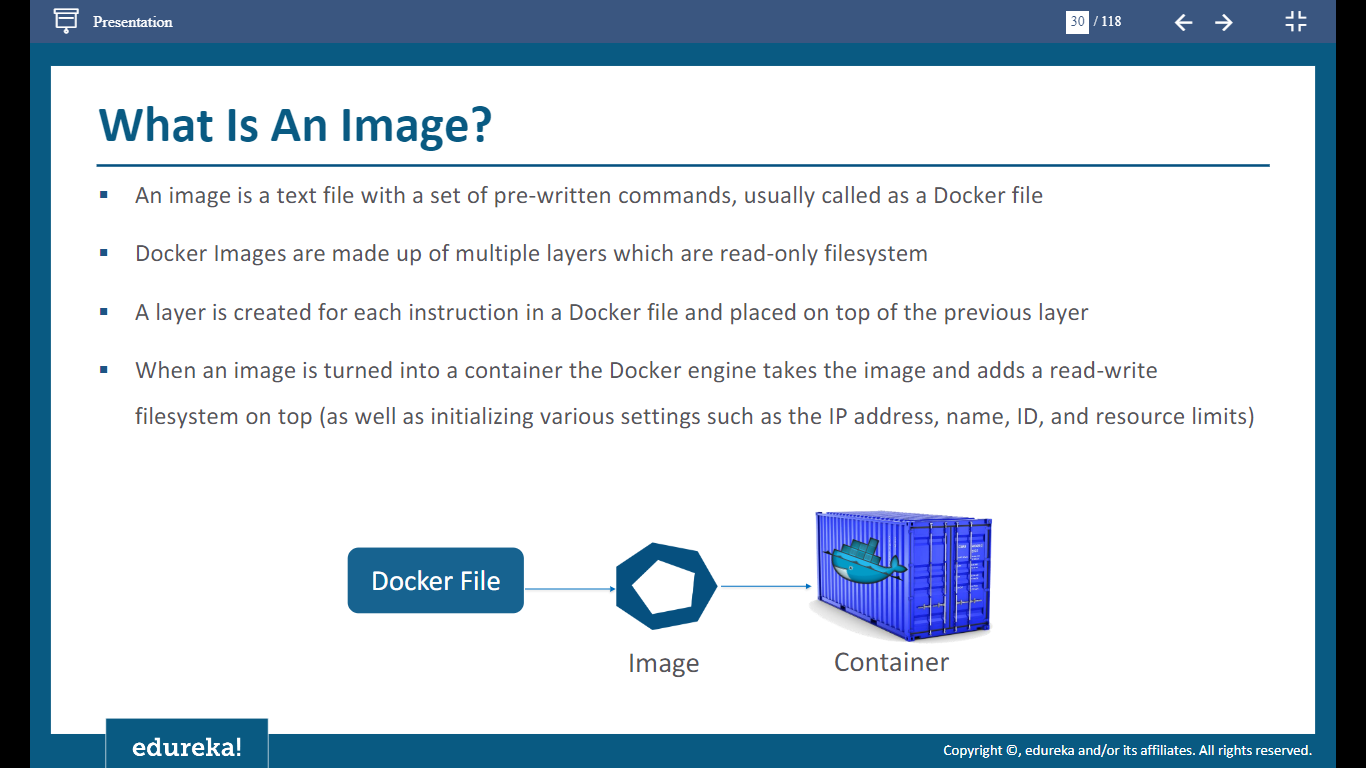 Presentation
30 / 118
What Is An Image?
▪ An image is a text file with a set of pre-written commands, usually called as a Docker file
▪ Docker Images are made up of multiple layers which are read-only filesystem
▪ A layer is created for each instruction in a Docker file and placed on top of the previous layer
▪ When an image is turned into a container the Docker engine takes the image and adds a read-write
filesystem on top (as well as initializing various settings such as the IP address, name, ID, and resource limits)
Docker File
Image
Container
edureka!
Copyright ©, edureka and/or its affiliates. All rights reserved.